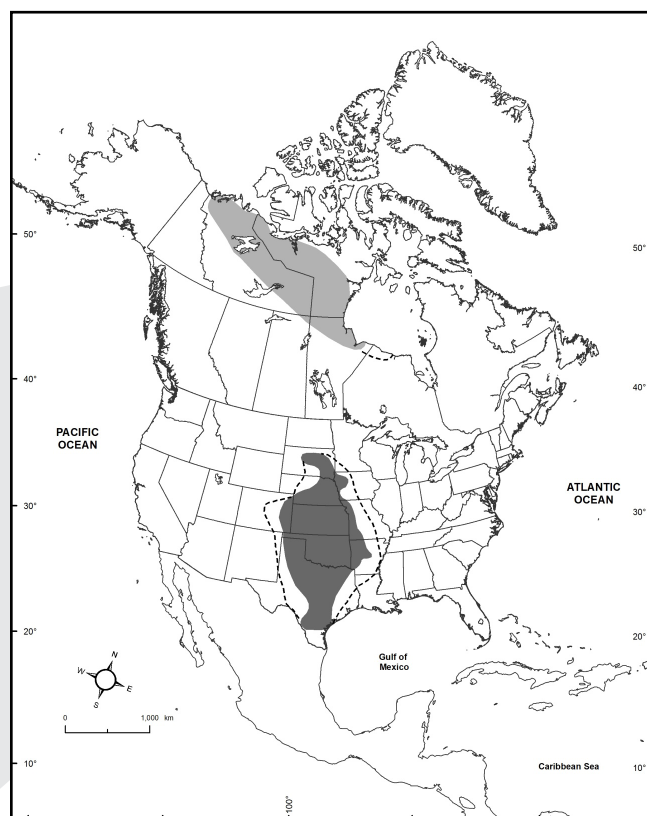 50°
50°
40°
40°
PACIFIC
OCEAN
ATLANTIC
OCEAN
30°
30°
20°
20°
Gulf of
Mexico
N
W
E
S
0
1,000 km
10°
Caribbean Sea
10°
100°